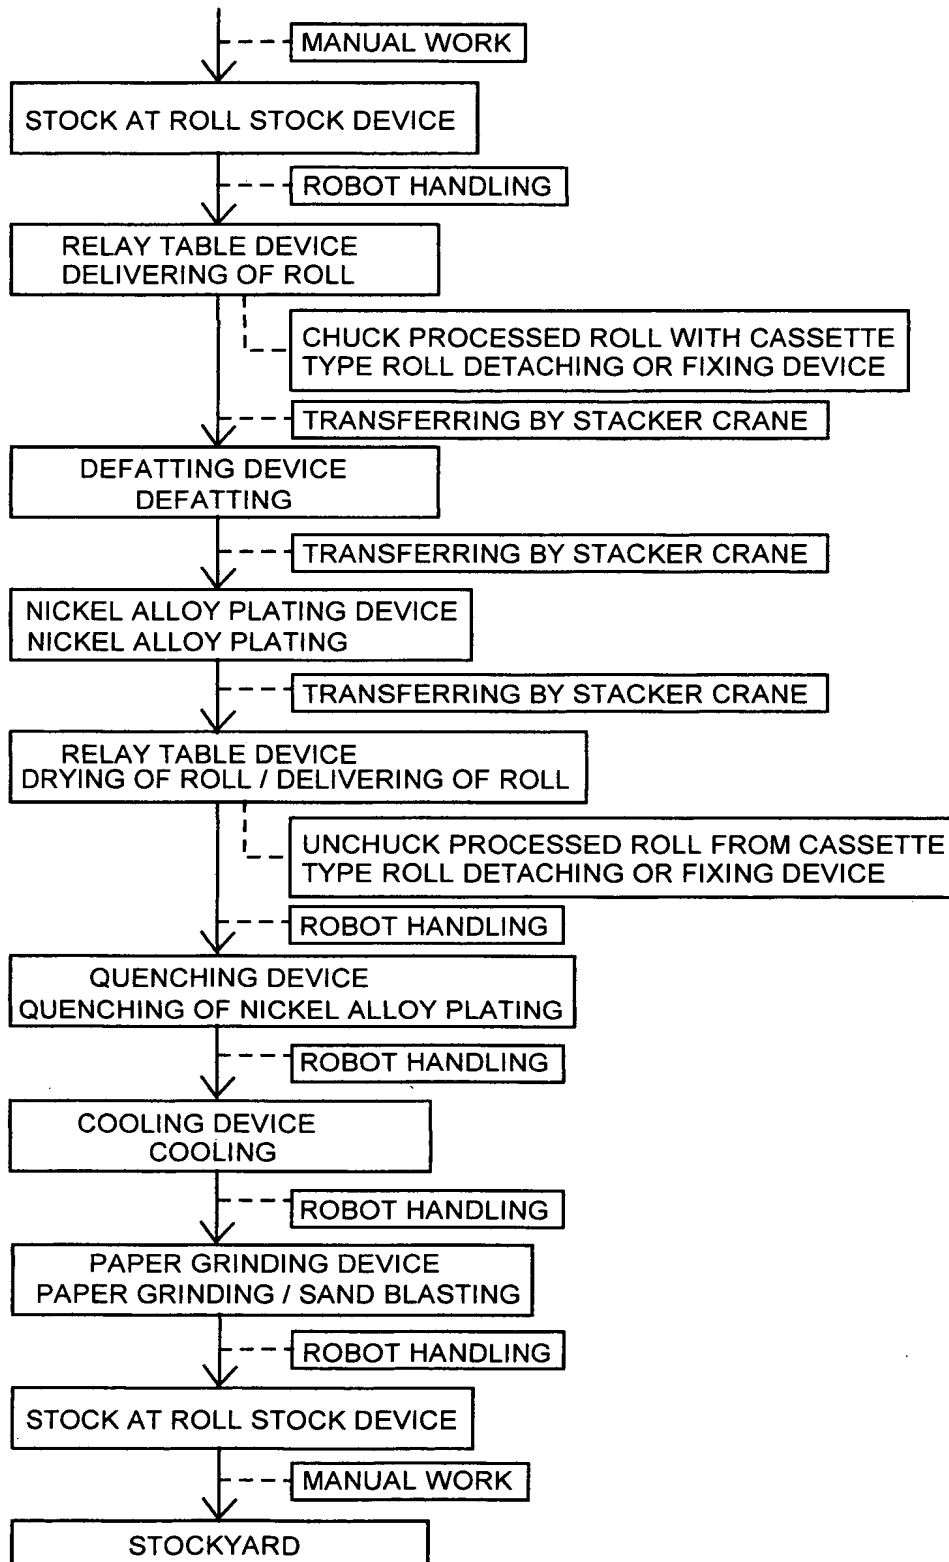 MANUAL WORK
STOCK AT ROLL STOCK DEVICE
ROBOT HANDLING
RELAY TABLE DEVICE
DELIVERING OF ROLL
CHUCK PROCESSED ROLL WITH CASSETTE
TYPE ROLL DETACHING OR FIXING DEVICE
TRANSFERRING BY STACKER CRANE
DEFATTING DEVICE
DEFATTING
TRANSFERRING BY STACKER CRANE
NICKEL ALLOY PLATING DEVICE
NICKEL ALLOY PLATING
TRANSFERRING BY STACKER CRANE
RELAY TABLE DEVICE
DRYING OF ROLL / DELIVERING OF ROLL
UNCHUCK PROCESSED ROLL FROM CASSETTE
TYPE ROLL DETACHING OR FIXING DEVICE
ROBOT HANDLING
QUENCHING DEVICE
QUENCHING OF NICKEL ALLOY PLATING
ROBOT HANDLING
COOLING DEVICE
COOLING
ROBOT HANDLING
PAPER GRINDING DEVICE
PAPER GRINDING / SAND BLASTING
ROBOT HANDLING
STOCK AT ROLL STOCK DEVICE
MANUAL WORK
STOCKYARD